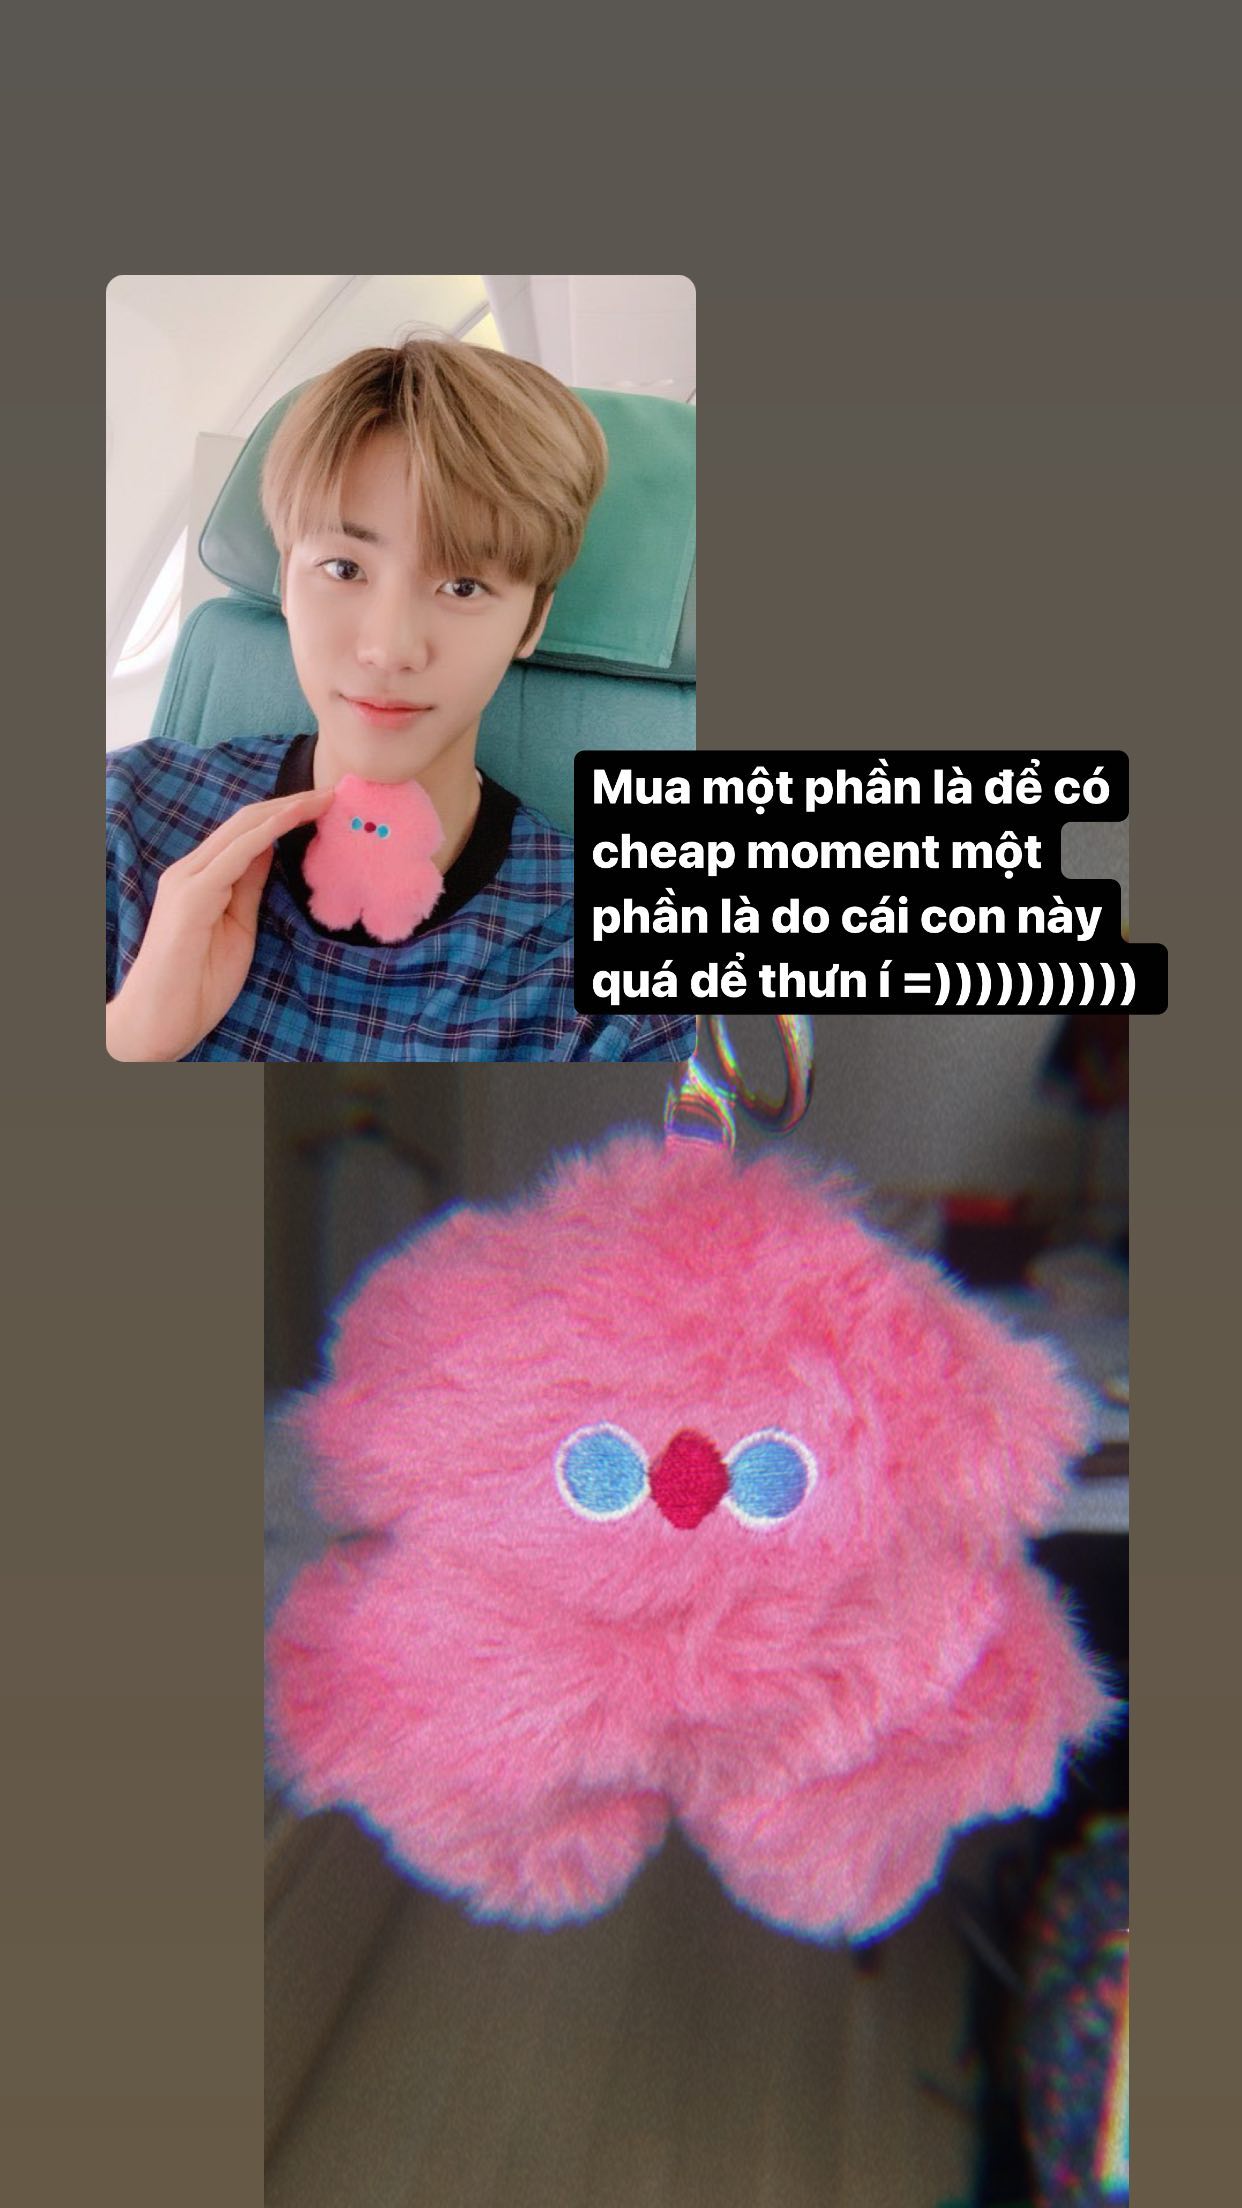 Mua một phần là để có
cheap moment một
phần là do cái con này
quá dể thưn í =))))))))))